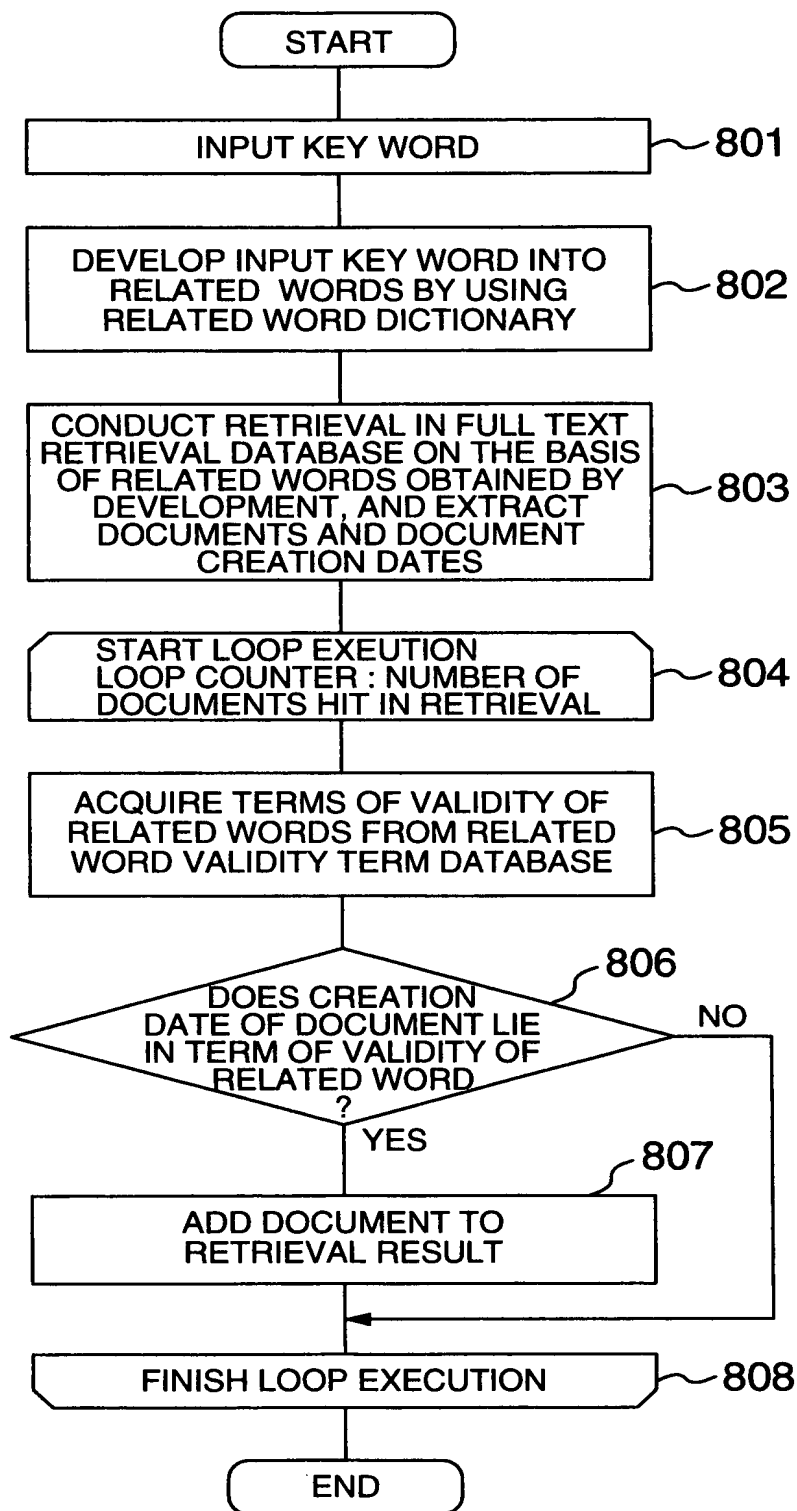 START
INPUT KEY WORD
801
DEVELOP INPUT KEY WORD INTO
RELATED WORDS BY USING
RELATED WORD DICTIONARY
802
CONDUCT RETRIEVAL IN FULL TEXT
RETRIEVAL DATABASE ON THE BASIS
OF RELATED WORDS OBTAINED BY
DEVELOPMENT, AND EXTRACT
DOCUMENTS AND DOCUMENT
CREATION DATES
803
START LOOP EXEUTION
LOOP COUNTER : NUMBER OF
DOCUMENTS HIT IN RETRIEVAL
804
ACQUIRE TERMS OF VALIDITY OF
RELATED WORDS FROM RELATED
WORD VALIDITY TERM DATABASE
805
806
DOES CREATION
DATE OF DOCUMENT LIE
IN TERM OF VALIDITY OF
RELATED WORD
?
NO
YES
807
ADD DOCUMENT TO
RETRIEVAL RESULT
FINISH LOOP EXECUTION
808
END